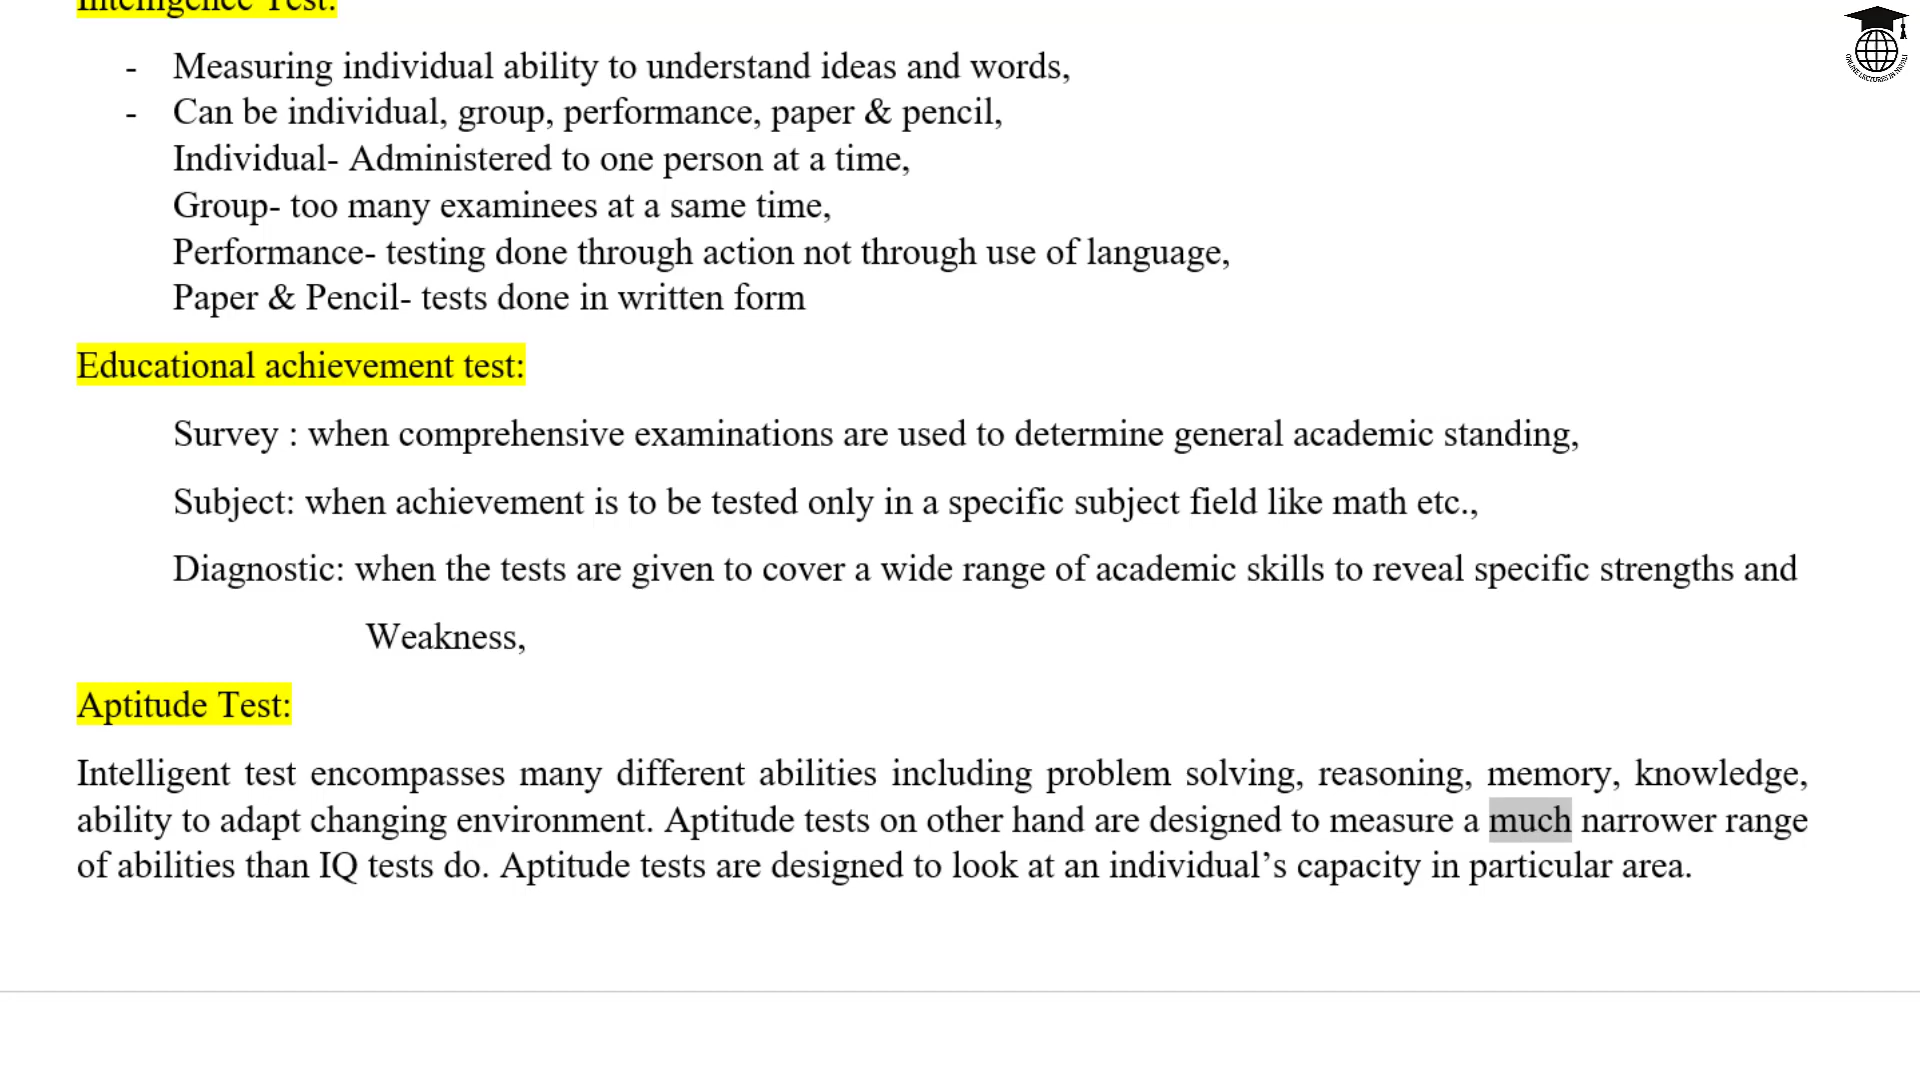 Intelligence Test:
- Measuring individual ability to understand ideas and words,
- Can be individual, group, performance, paper & pencil,
Individual- Administered to one person at a time,
Group- too many examinees at a same time,
Performance- testing done through action not through use of language,
Paper & Pencil- tests done in written form
Educational achievement test:
Survey : when comprehensive examinations are used to determine general academic standing,
Subject: when achievement is to be tested only in a specific subject field like math etc.,
Diagnostic: when the tests are given to cover a wide range of academic skills to reveal specific strengths and
Weakness,
Aptitude Test:
Intelligent test encompasses many different abilities including problem solving, reasoning, memory, knowledge,
ability to adapt changing environment. Aptitude tests on other hand are designed to measure a much narrower range
of abilities than IQ tests do. Aptitude tests are designed to look at an individual’s capacity in particular area.
ONLINE LECTURES IN NEPALI